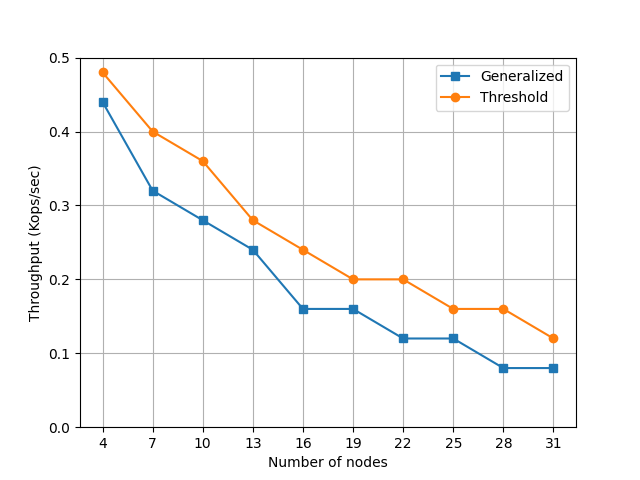 Generalized
Threshold
Throughput (Kops/sec)
0.5
0.4
0.3
0.2
0.1
0.0
4 7 10 13 16 19 22 25 28 31
Number of nodes